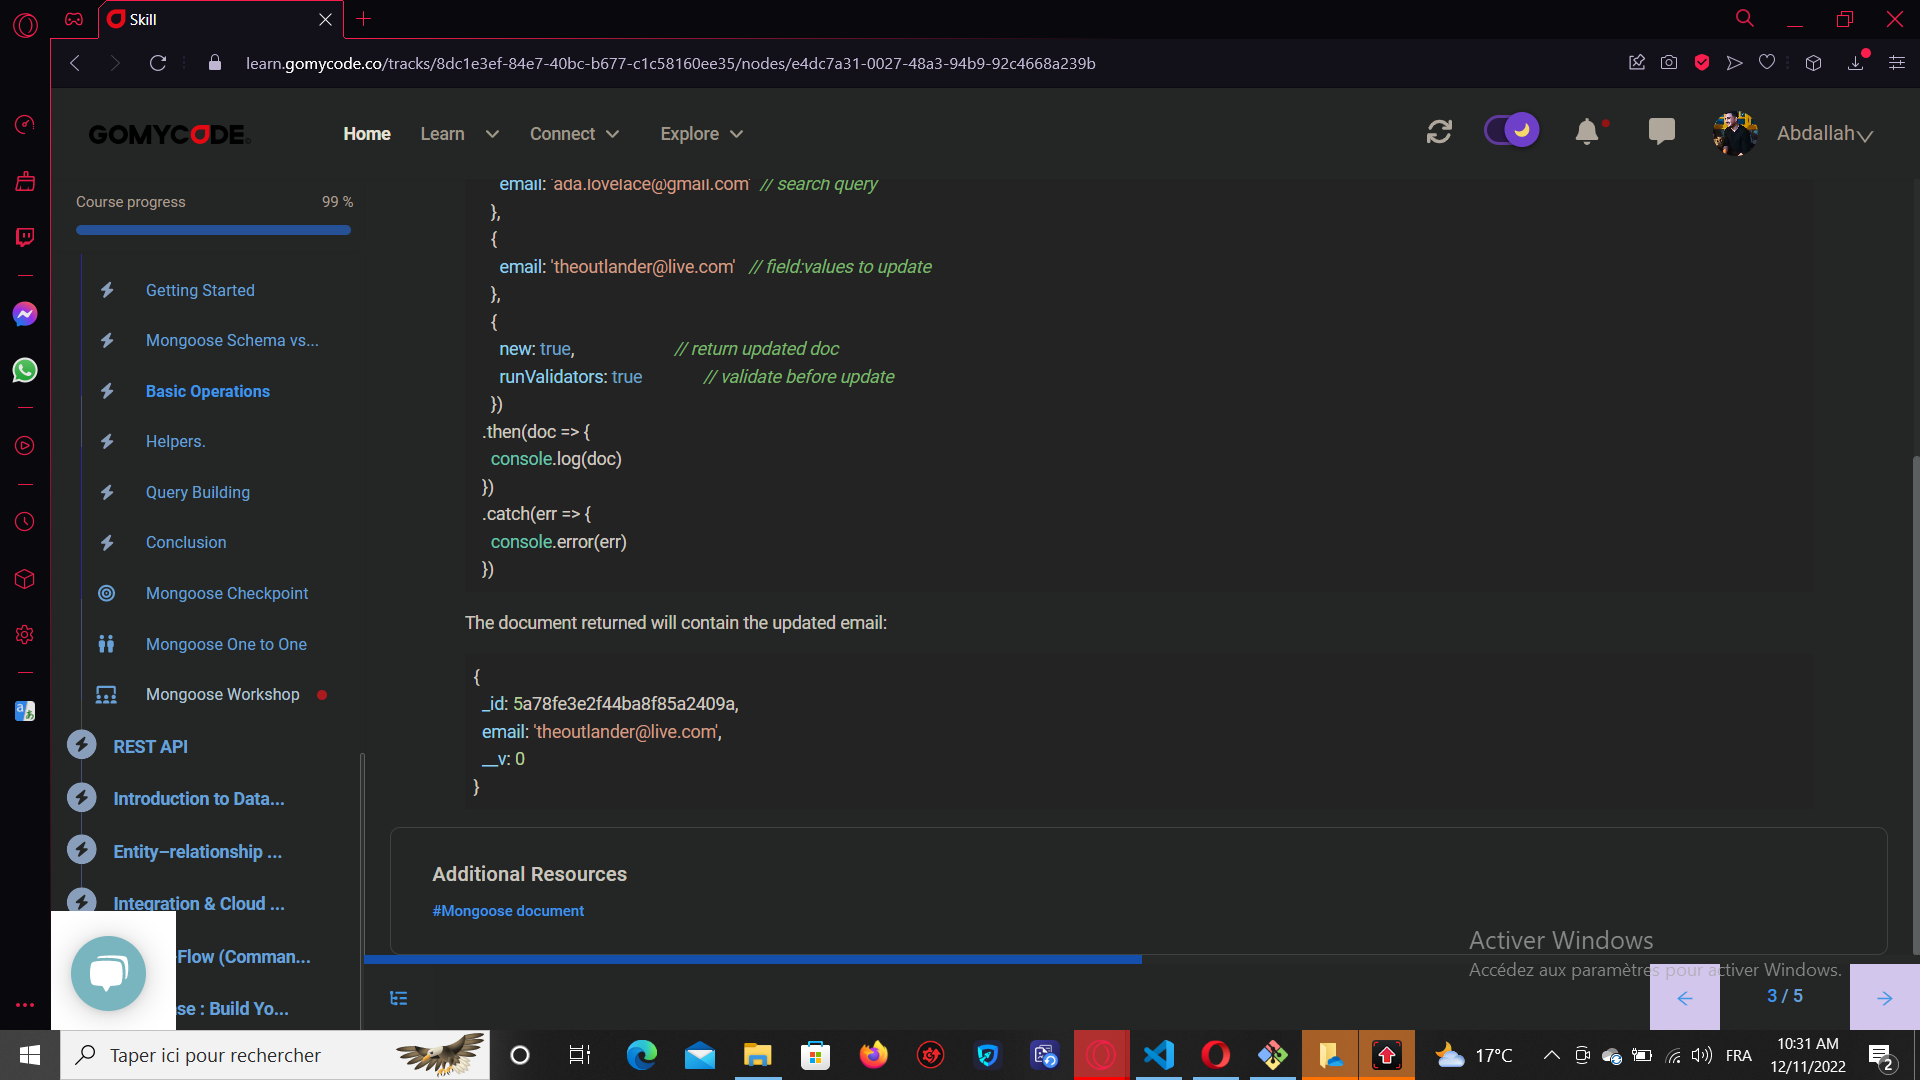 Skill
learn.gomycode.co/tracks/8dc1e3ef-84e7-40bc-b677-c1c58160ee35/nodes/e4dc7a31-0027-48a3-94b9-92c4668a239b
GOMYCODE
Home
Learn
Connect
Explore
Abdallah
Course progress
99 %
Getting Started
Mongoose Schema vs...
Basic Operations
Helpers.
Query Building
Conclusion
Mongoose Checkpoint
Mongoose One to One
Mongoose Workshop
REST API
Introduction to Data...
Entity–relationship ...
Integration & Cloud ...
-Flow (Comman...
se : Build Yo...
email: 'ada.lovelace@gmail.com' // search query
},
{
email: 'theoutlander@live.com' // field:values to update
},
{
new: true, // return updated doc
runValidators: true // validate before update
})
.then(doc => {
console.log(doc)
})
.catch(err => {
console.error(err)
})
The document returned will contain the updated email:
{
_id: 5a78fe3e2f44ba8f85a2409a,
email: 'theoutlander@live.com',
__v: 0
}
Additional Resources
#Mongoose document
Activer Windows
Accédez aux paramètres pour activer Windows.
3 / 5
Taper ici pour rechercher
17°C
FRA
10:31 AM
12/11/2022
2